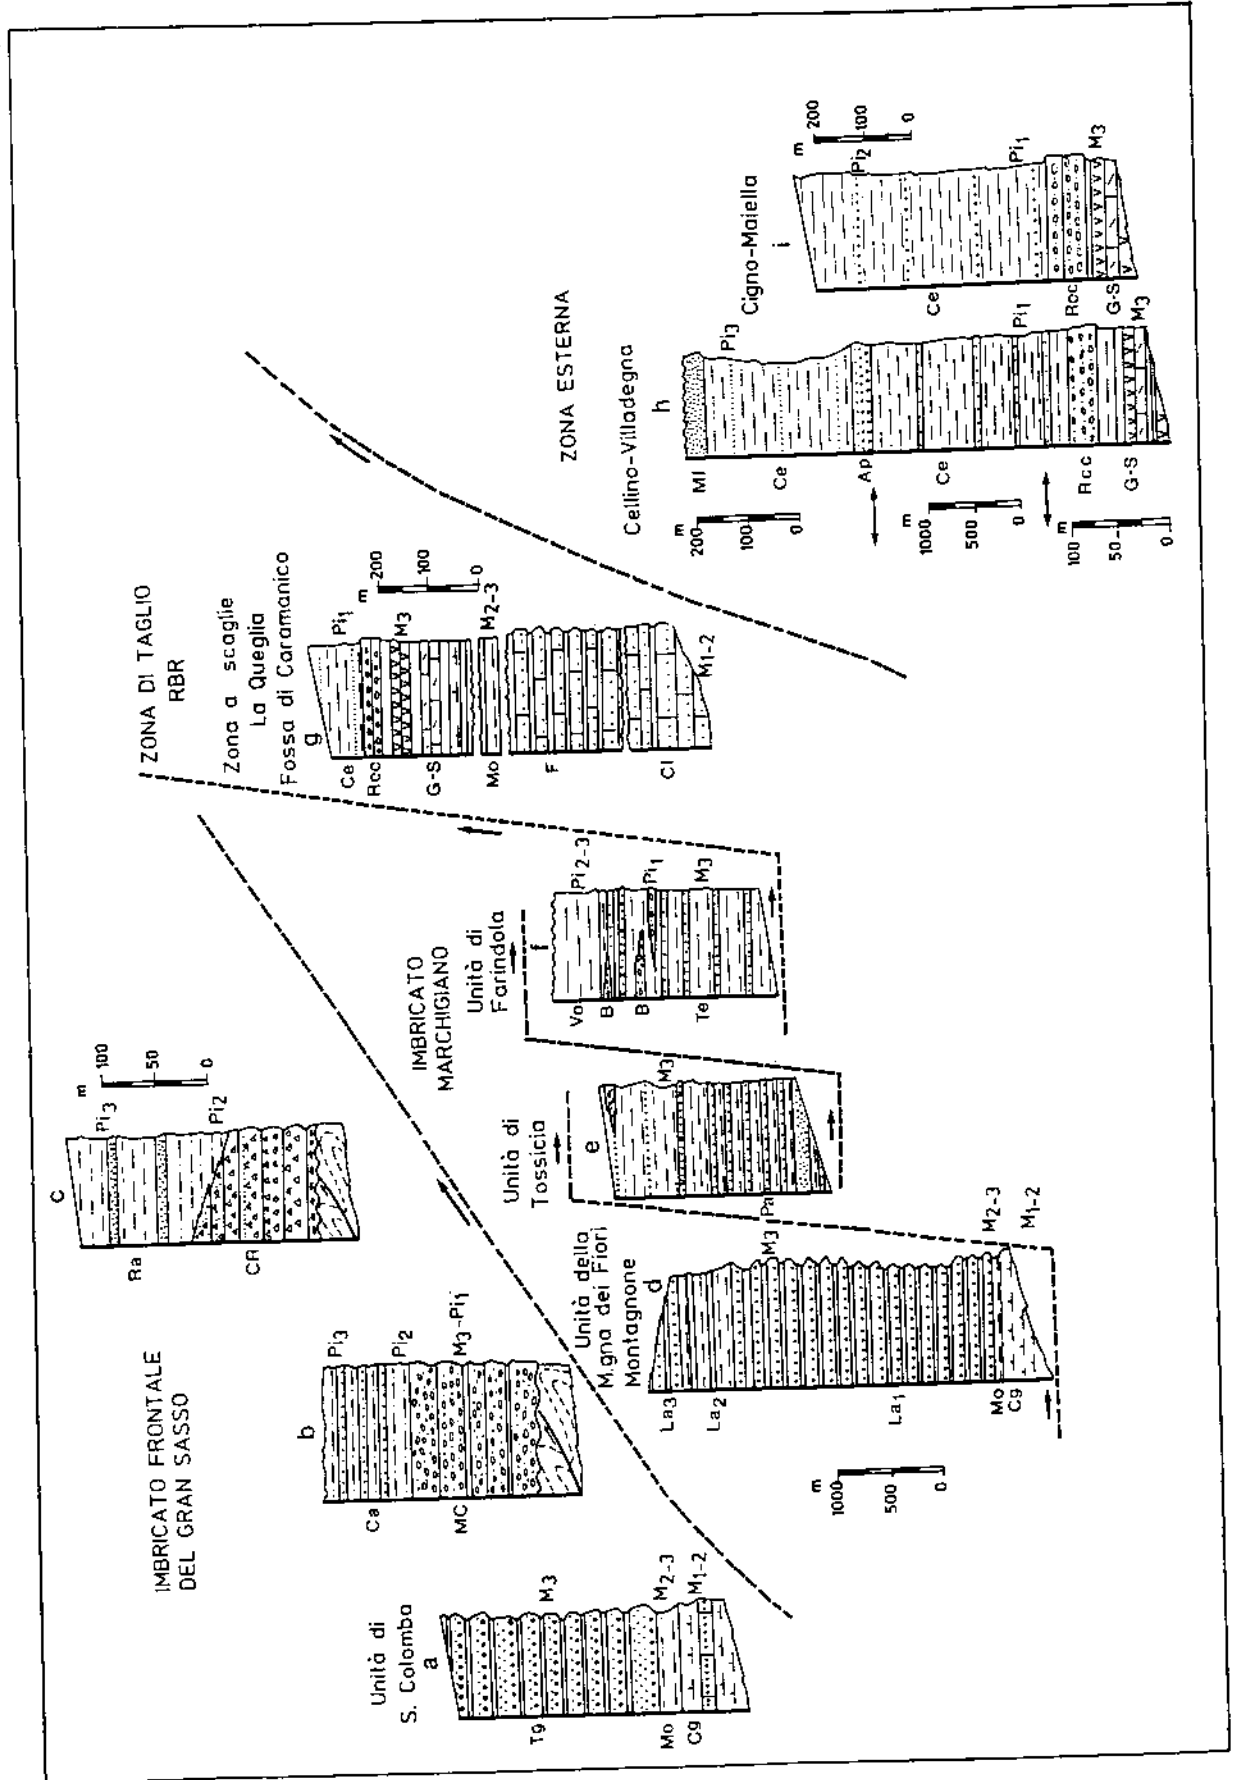 IMBRICATO FRONTALE
DEL GRAN SASSO
Unità di
S. Colomba
a
Tg
Mo
Cg
M3
M2-3
M1-2
b
Ca
MC
Pi3
Pi2
M3-Pi1
c
Ra
CR
Pi3
Pi2
m
100
50
0
IMBRICATO
MARCHIGIANO
Unità della
M.gna dei Fiori
Montagnone
d
La3
La2
La1
Mo
Cg
M3
M2-3
M1-2
m
1000
500
0
Unità di
Tossicia
e
Pa
M3
Unità di
Farindola
f
Va
B
B
Te
Pi2-3
Pi1
M3
ZONA DI TAGLIO
RBR
Zona a scaglie
La Queglia
Fossa di Caramanico
g
Ce
Rcc
G-S
Mo
F
Cl
Pi1
M3
M2-3
M1-2
m
200
100
0
ZONA ESTERNA
Cellino-Villadegna
h
Ml
Ce
Ap
Ce
Rcc
G-S
Pi3
Pi1
M3
m
200
100
0
m
1000
500
0
m
100
50
0
Cigno-Maiella
i
Ce
Rcc
G-S
Pi2
Pi1
M3
m
200
100
0